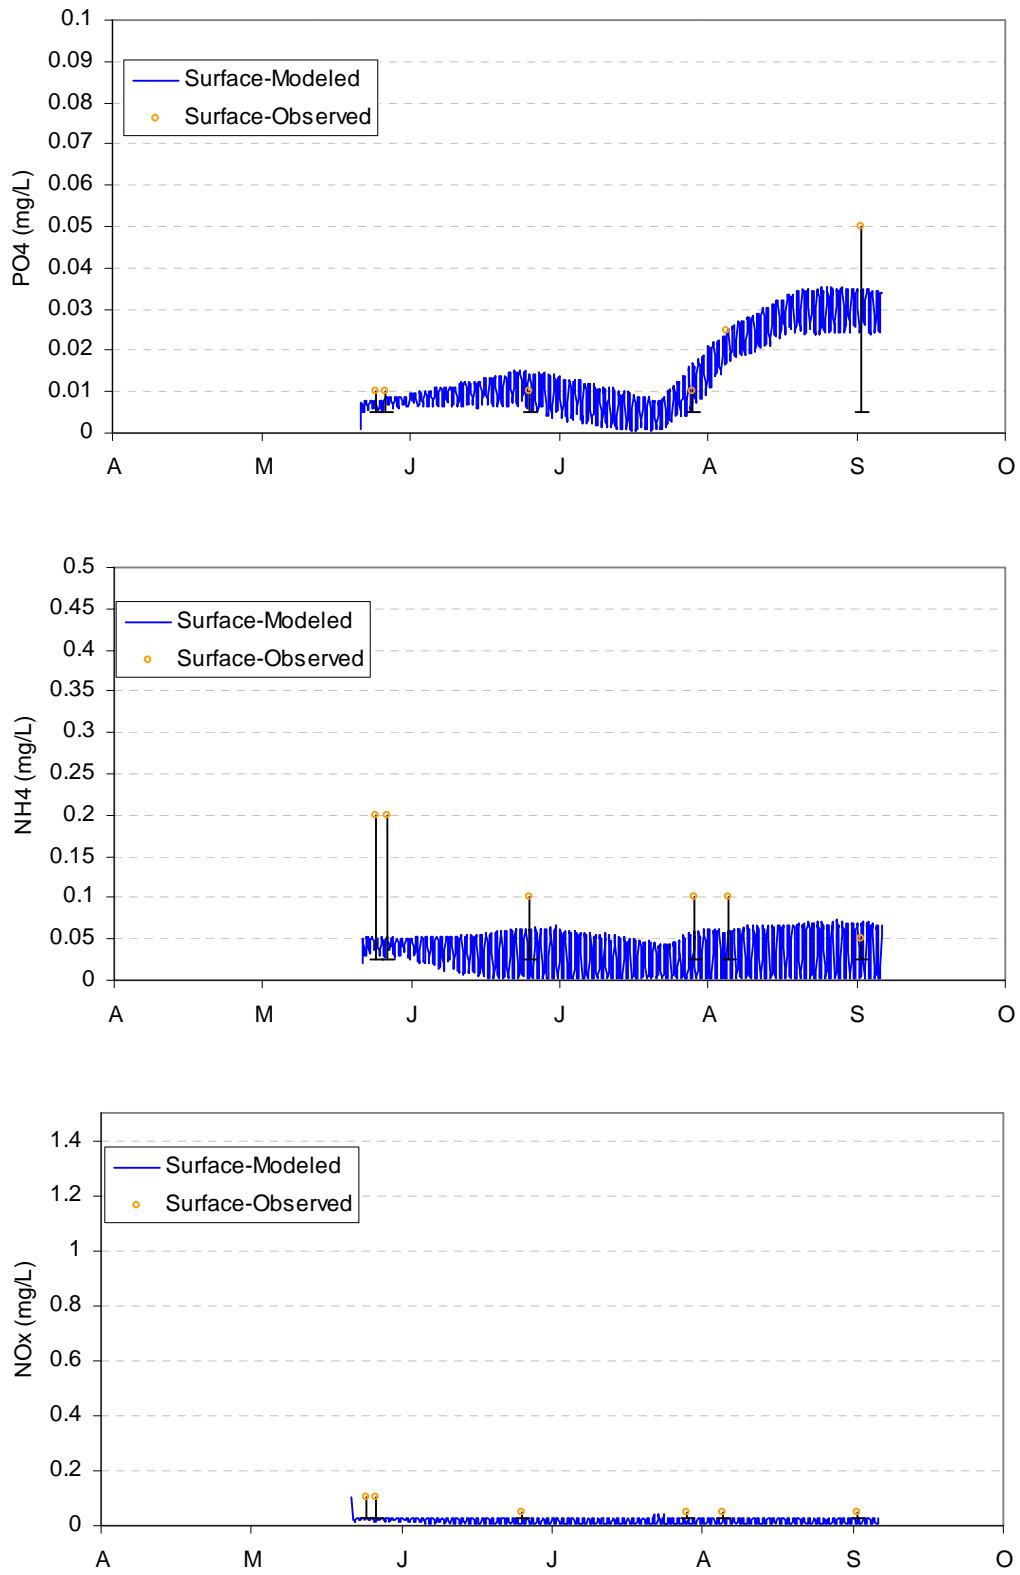 0.1
0.09
0.08
0.07
0.06
0.05
0.04
0.03
0.02
0.01
0
PO4 (mg/L)
Surface-Modeled
Surface-Observed
A M J J A S O
0.5
0.45
0.4
0.35
0.3
0.25
0.2
0.15
0.1
0.05
0
NH4 (mg/L)
Surface-Modeled
Surface-Observed
A M J J A S O
1.4
1.2
1
0.8
0.6
0.4
0.2
0
NOx (mg/L)
Surface-Modeled
Surface-Observed
A M J J A S O